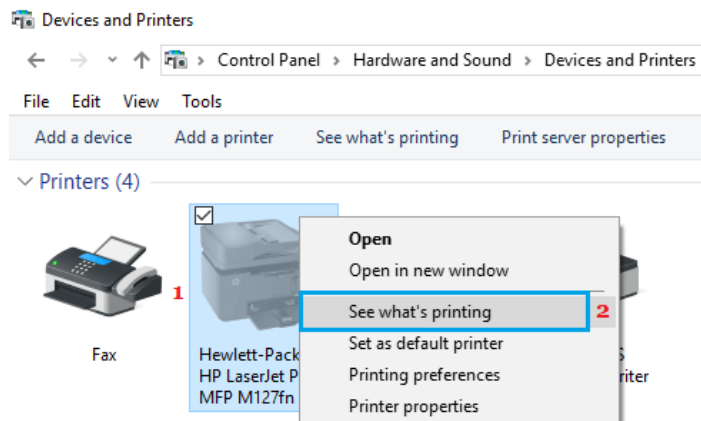 Devices and Printers
Control Panel > Hardware and Sound > Devices and Printers
File Edit View Tools
Add a device Add a printer See what's printing Print server properties
Printers (4)
Open
Open in new window
1
See what's printing 2
Set as default printer
Printing preferences
Printer properties
Fax
Hewlett-Pack
HP LaserJet P
MFP M127fn